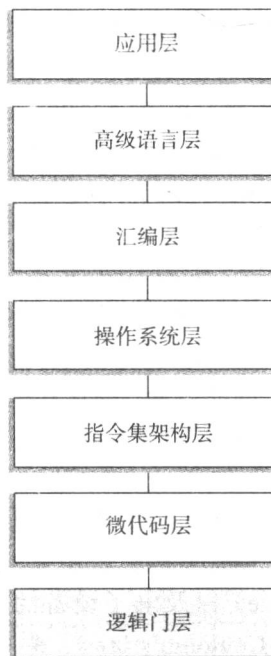 应用层
高级语言层
汇编层
操作系统层
指令集架构层
微代码层
逻辑门层